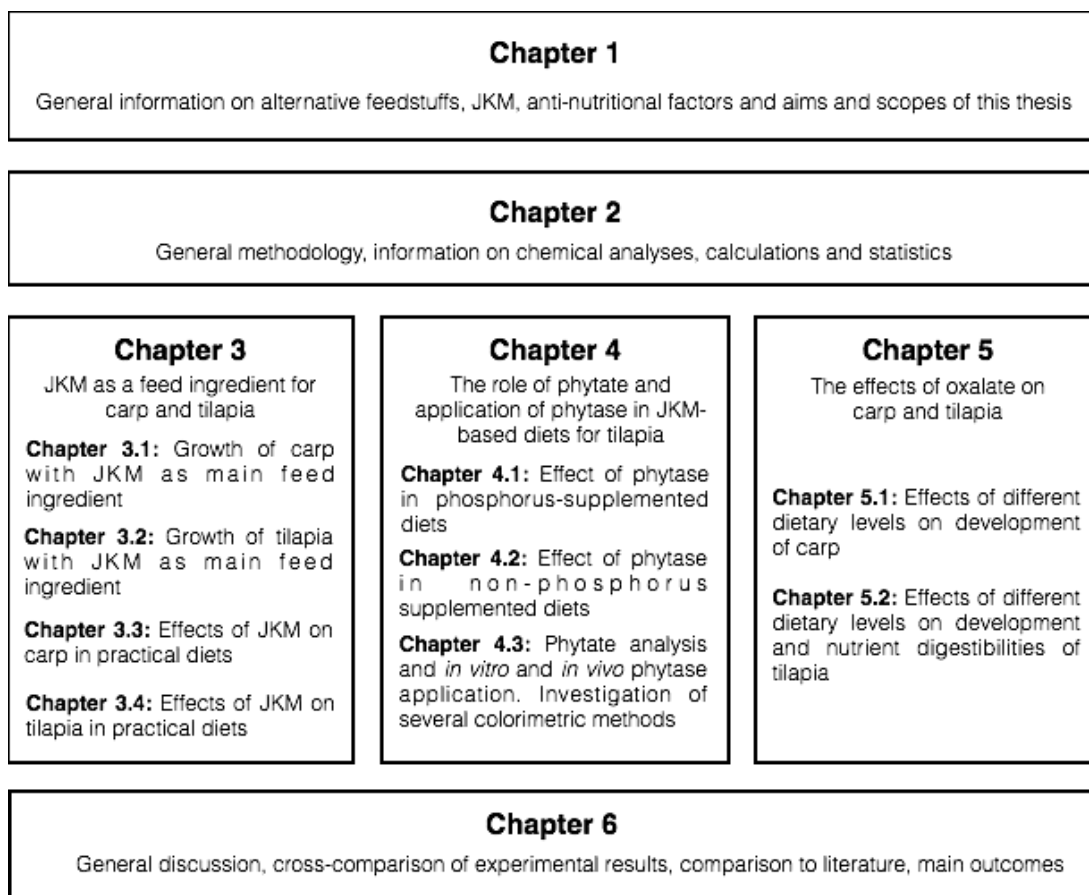 Chapter 1
General information on alternative feedstuffs, JKM, anti-nutritional factors and aims and scopes of this thesis
Chapter 2
General methodology, information on chemical analyses, calculations and statistics
Chapter 3
JKM as a feed ingredient for
carp and tilapia
Chapter 3.1: Growth of carp
with JKM as main feed
ingredient
Chapter 3.2: Growth of tilapia
with JKM as main feed
ingredient
Chapter 3.3: Effects of JKM on
carp in practical diets
Chapter 3.4: Effects of JKM on
tilapia in practical diets
Chapter 4
The role of phytate and
application of phytase in JKM-
based diets for tilapia
Chapter 4.1: Effect of phytase
in phosphorus-supplemented
diets
Chapter 4.2: Effect of phytase
in non-phosphorus
supplemented diets
Chapter 4.3: Phytate analysis
and in vitro and in vivo phytase
application. Investigation of
several colorimetric methods
Chapter 5
The effects of oxalate on
carp and tilapia
Chapter 5.1: Effects of different
dietary levels on development
of carp
Chapter 5.2: Effects of different
dietary levels on development
and nutrient digestibilities of
tilapia
Chapter 6
General discussion, cross-comparison of experimental results, comparison to literature, main outcomes